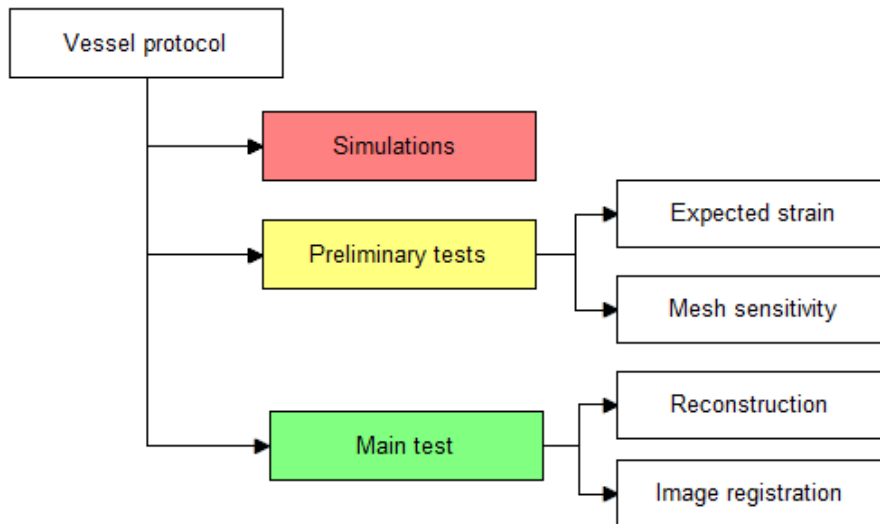 Vessel protocol
Simulations
Preliminary tests
Expected strain
Mesh sensitivity
Main test
Reconstruction
Image registration